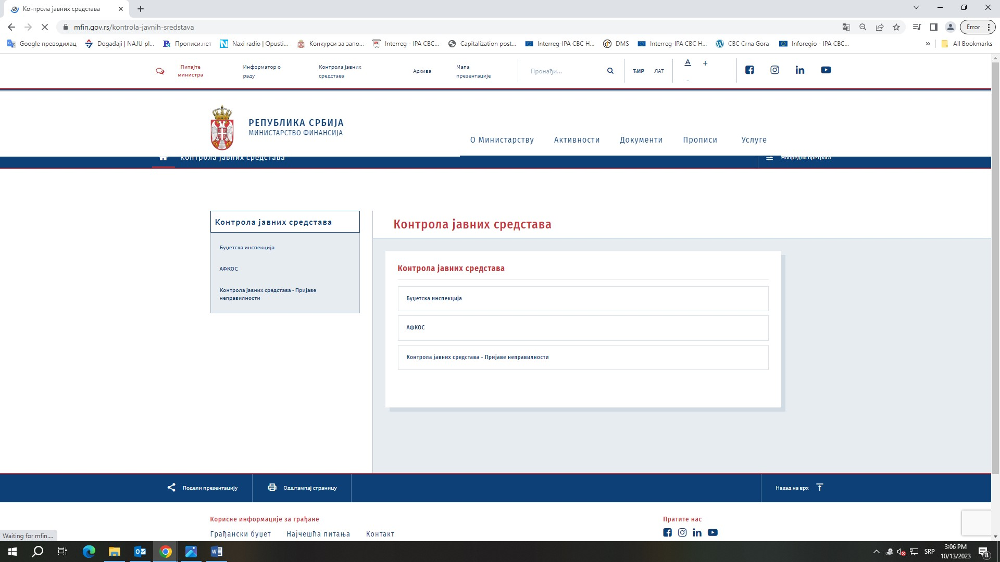 Контрола јавних средстава
mfin.gov.rs/kontrola-javnih-sredstava
Error
Google преводилац
Događaji | NAJU pl...
Прописи.нет
Naxi radio | Opusti...
Конкурси за запо...
Interreg - IPA CBC...
Capitalization post...
Interreg-IPA CBC H...
DMS
Interreg-IPA CBC H...
CBC Crna Gora
Inforegio - IPA CBC...
»
All Bookmarks
Питајте
министра
Информатор о
раду
Контрола јавних
средстава
Архива
Мапа
презентације
Пронађи...
ЋИР
ЛАТ
A
+
-
РЕПУБЛИКА СРБИЈА
МИНИСТАРСТВО ФИНАНСИЈА
О Министарству
Активности
Документи
Прописи
Услуге
Контрола јавних средстава
Напредна претрага
Контрола јавних средстава
Буџетска инспекција
АФКОС
Контрола јавних средстава - Пријаве
неправилности
Контрола јавних средстава
Контрола јавних средстава
Буџетска инспекција
АФКОС
Контрола јавних средстава - Пријаве неправилности
Подели презентацију
Одштампај страницу
Назад на врх
Корисне информације за грађане
Грађански буџет
Најчешћа питања
Контакт
Пратите нас
Waiting for mfin....
SRP
3:06 PM
10/13/2023
8